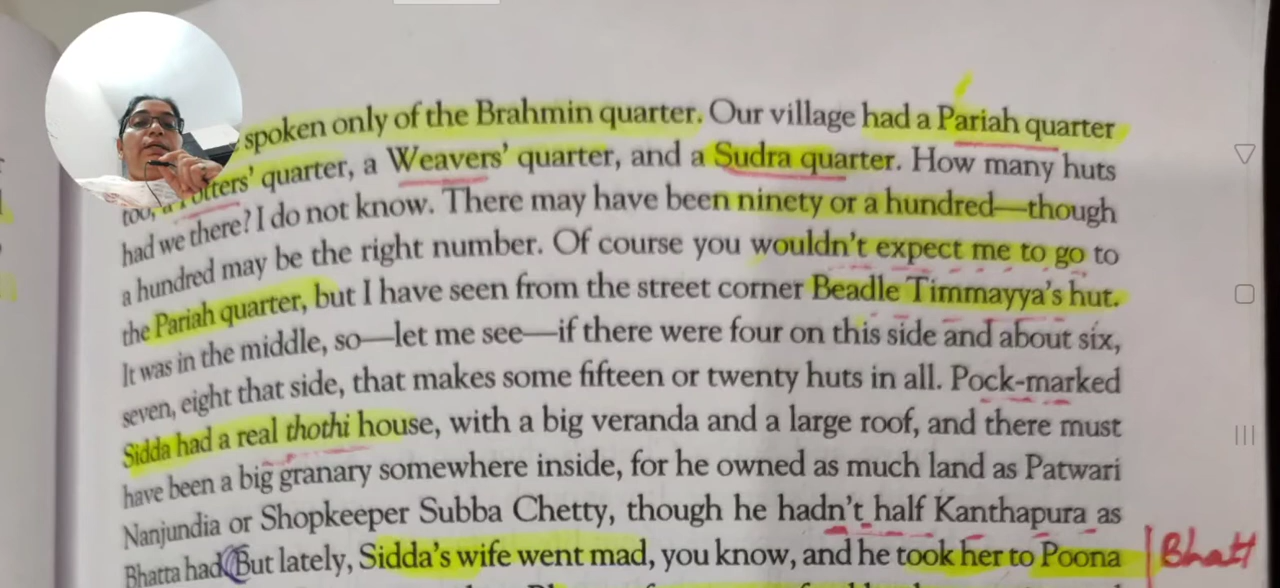 spoken only of the Brahmin quarter. Our village had a Pariah quarter
too, a Potters' quarter, a Weavers' quarter, and a Sudra quarter. How many huts
had we there? I do not know. There may have been ninety or a hundred—though
a hundred may be the right number. Of course you wouldn't expect me to go to
the Pariah quarter, but I have seen from the street corner Beadle Timmayya's hut.
It was in the middle, so—let me see—if there were four on this side and about six,
seven, eight that side, that makes some fifteen or twenty huts in all. Pock-marked
Sidda had a real thothi house, with a big veranda and a large roof, and there must
have been a big granary somewhere inside, for he owned as much land as Patwari
Nanjundia or Shopkeeper Subba Chetty, though he hadn't half Kanthapura as
Bhatta had. But lately, Sidda's wife went mad, you know, and he took her to Poona
Bhatt